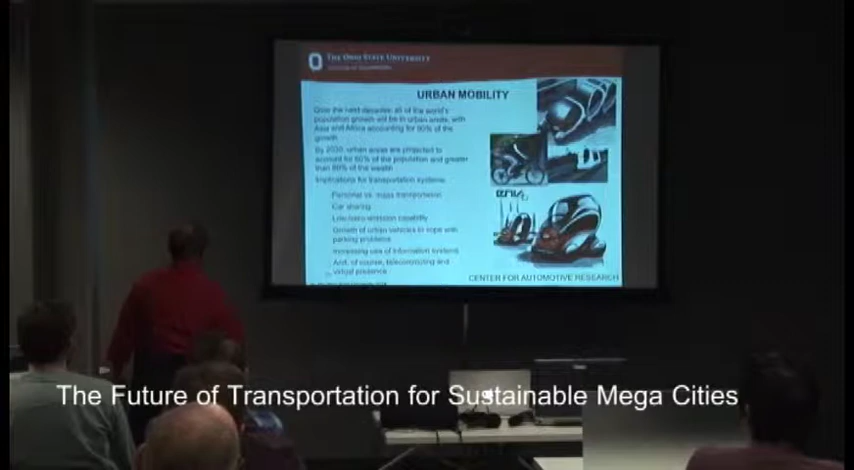 THE OHIO STATE UNIVERSITY
URBAN MOBILITY
Over the next decades all of the world's
population growth will be in urban areas, with
Asia and Africa accounting for 90% of the
growth
By 2030, urban areas are projected to
account for 60% of the population and greater
than 80% of the wealth
Implications for transportation systems
Personal vs. mass transportation
Car sharing
Low/zero emission capability
Growth of urban vehicles to cope with
parking problems
Increasing use of information systems
And, of course, telecommuting and
virtual presence
CENTER FOR AUTOMOTIVE RESEARCH
The Future of Transportation for Sustainable Mega Cities